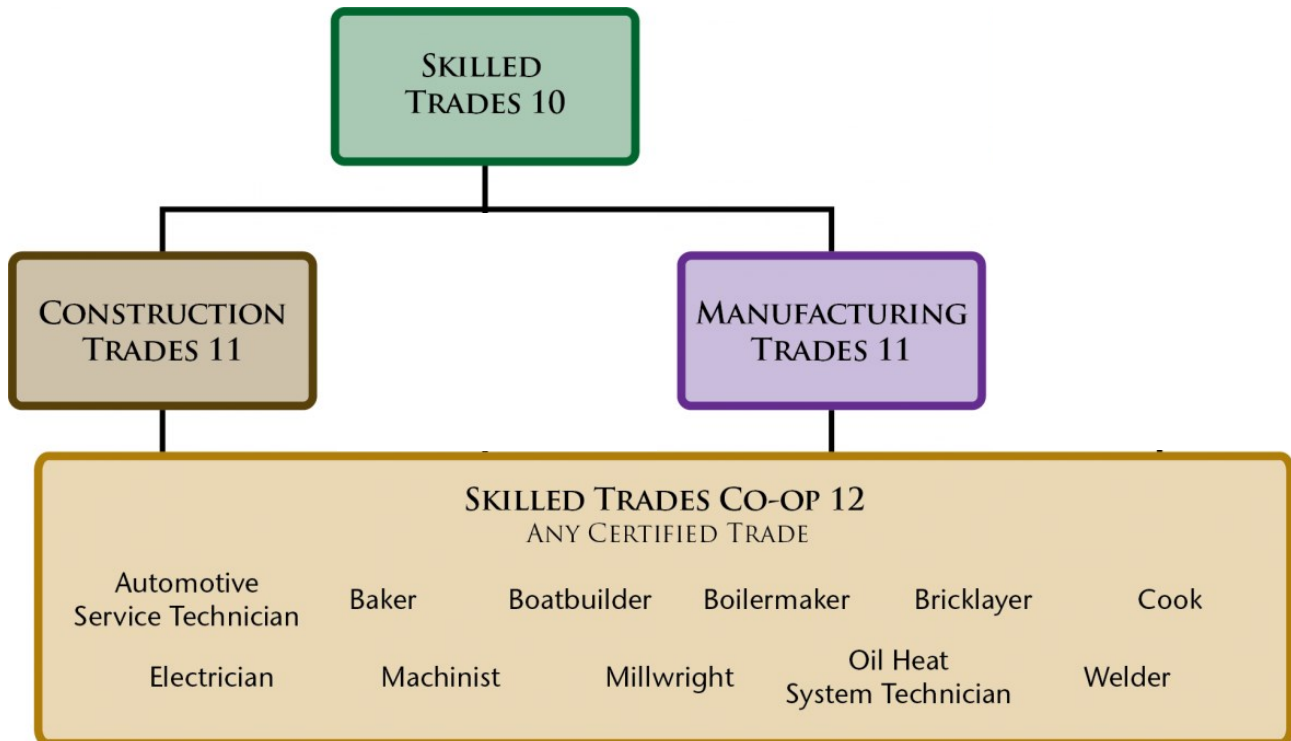 SKILLED
TRADES 10
CONSTRUCTION
TRADES 11
MANUFACTURING
TRADES 11
SKILLED TRADES CO-OP 12
ANY CERTIFIED TRADE
Automotive
Service Technician
Baker
Boatbuilder
Boilermaker
Bricklayer
Cook
Electrician
Machinist
Millwright
Oil Heat
System Technician
Welder